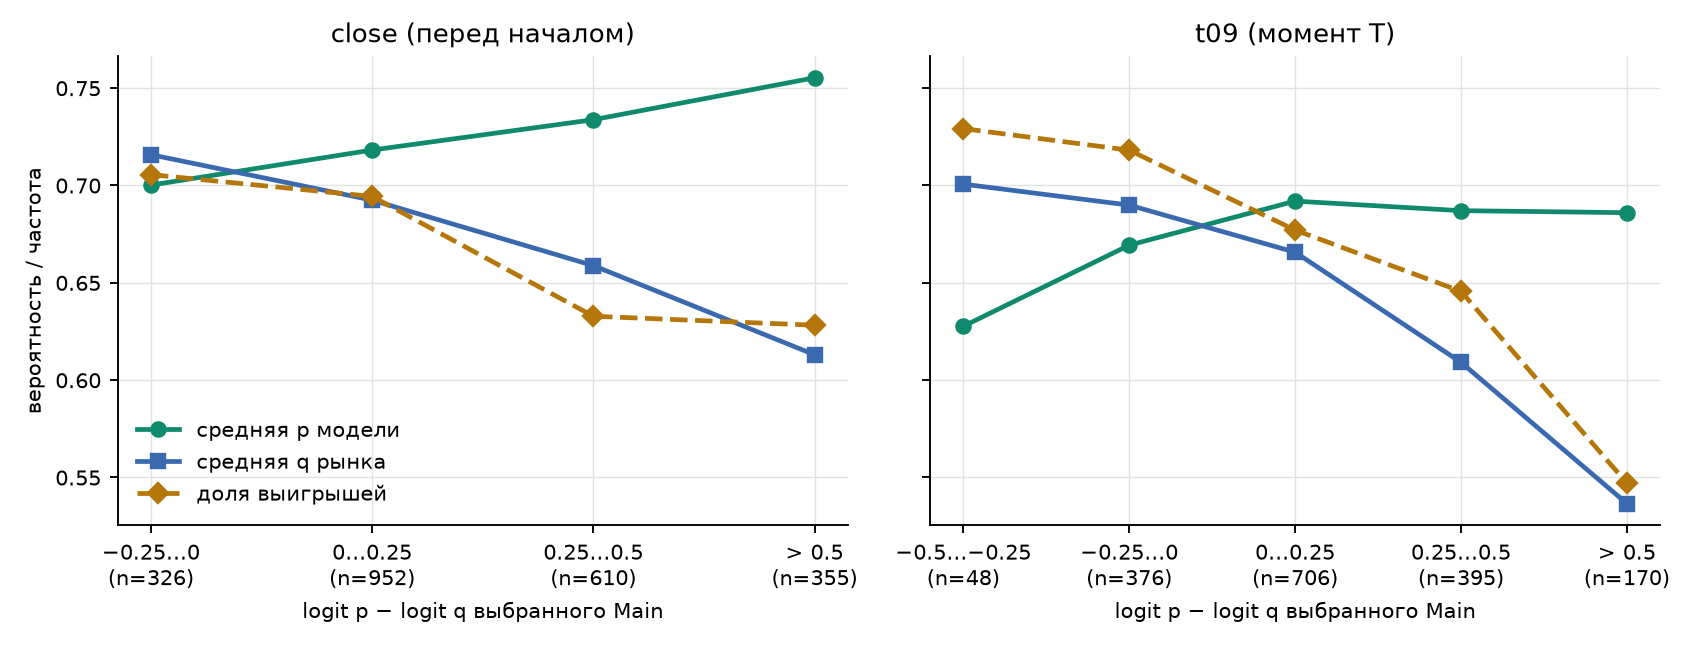 close (перед началом)
t09 (момент T)
вероятность / частота
0.75
0.70
0.65
0.60
0.55
средняя p модели
средняя q рынка
доля выигрышей
−0.25…0
(n=326)
0…0.25
(n=952)
0.25…0.5
(n=610)
> 0.5
(n=355)
logit p − logit q выбранного Main
−0.5…−0.25
(n=48)
−0.25…0
(n=376)
0…0.25
(n=706)
0.25…0.5
(n=395)
> 0.5
(n=170)
logit p − logit q выбранного Main